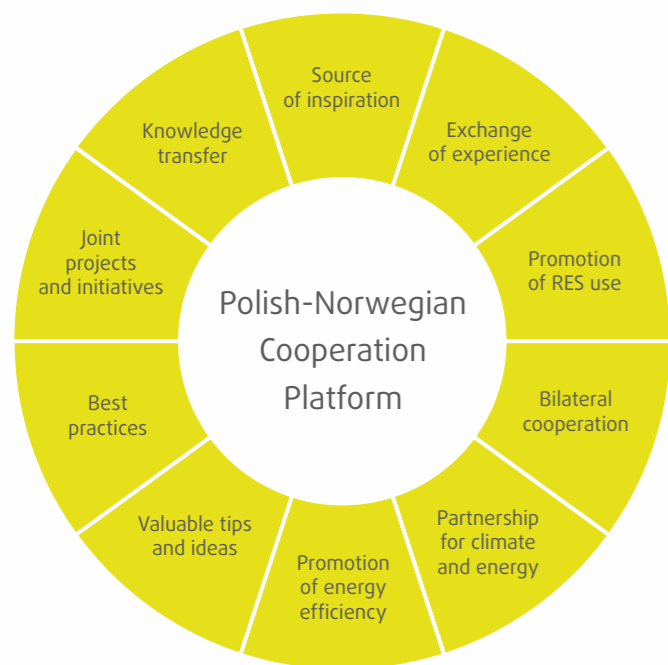 Source
of inspiration
Exchange
of experience
Promotion
of RES use
Bilateral
cooperation
Partnership
for climate
and energy
Promotion
of energy
efficiency
Valuable tips
and ideas
Best
practices
Joint
projects
and initiatives
Knowledge
transfer
Polish-Norwegian
Cooperation
Platform